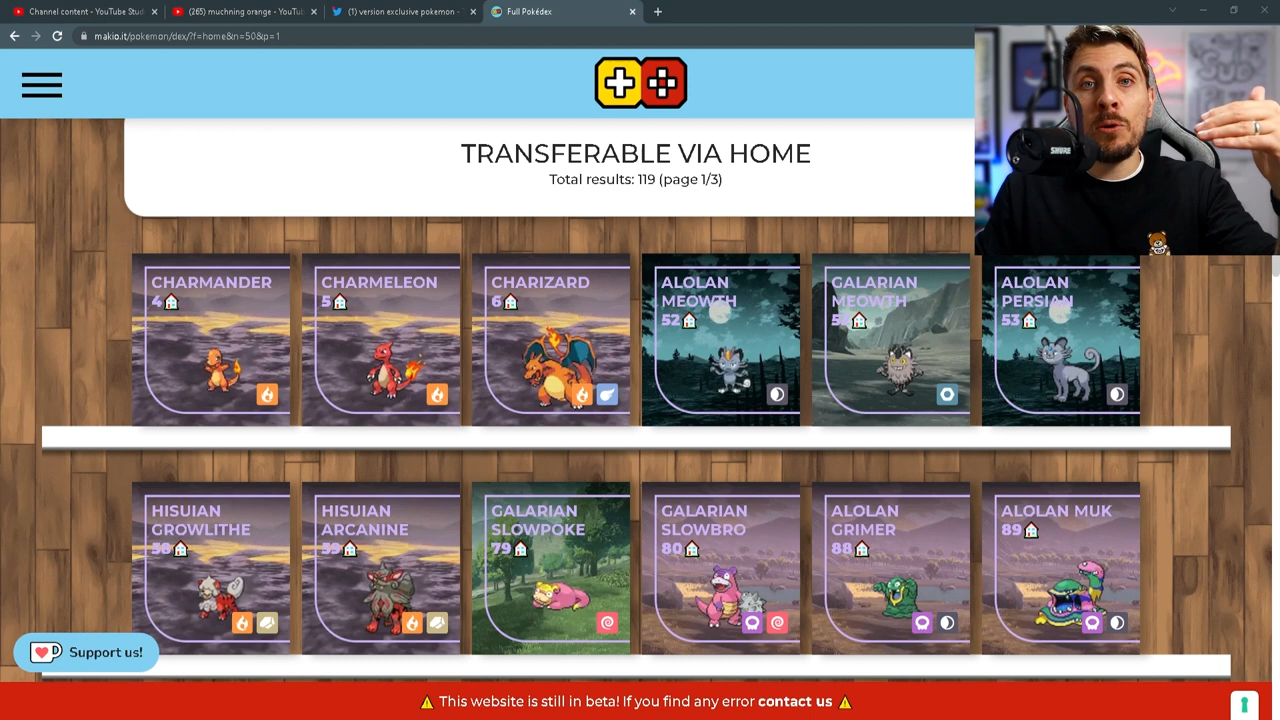 Channel content - YouTube Stud
(265) muchning orange - YouTub
(1) version exclusive pokemon -
Full Pokédex
makio.it/pokemon/dex/?f=home&n=50&p=1
SHURE
TRANSFERABLE VIA HOME
Total results: 119 (page 1/3)
CHARMANDER
4
CHARMELEON
5
CHARIZARD
6
ALOLAN
MEOWTH
52
GALARIAN
MEOWTH
ALOLAN
PERSIAN
53
HISUIAN
GROWLITHE
58
HISUIAN
ARCANINE
59
GALARIAN
SLOWPOKE
79
GALARIAN
SLOWBRO
80
ALOLAN
GRIMER
88
ALOLAN MUK
89
Support us!
This website is still in beta! If you find any error contact us